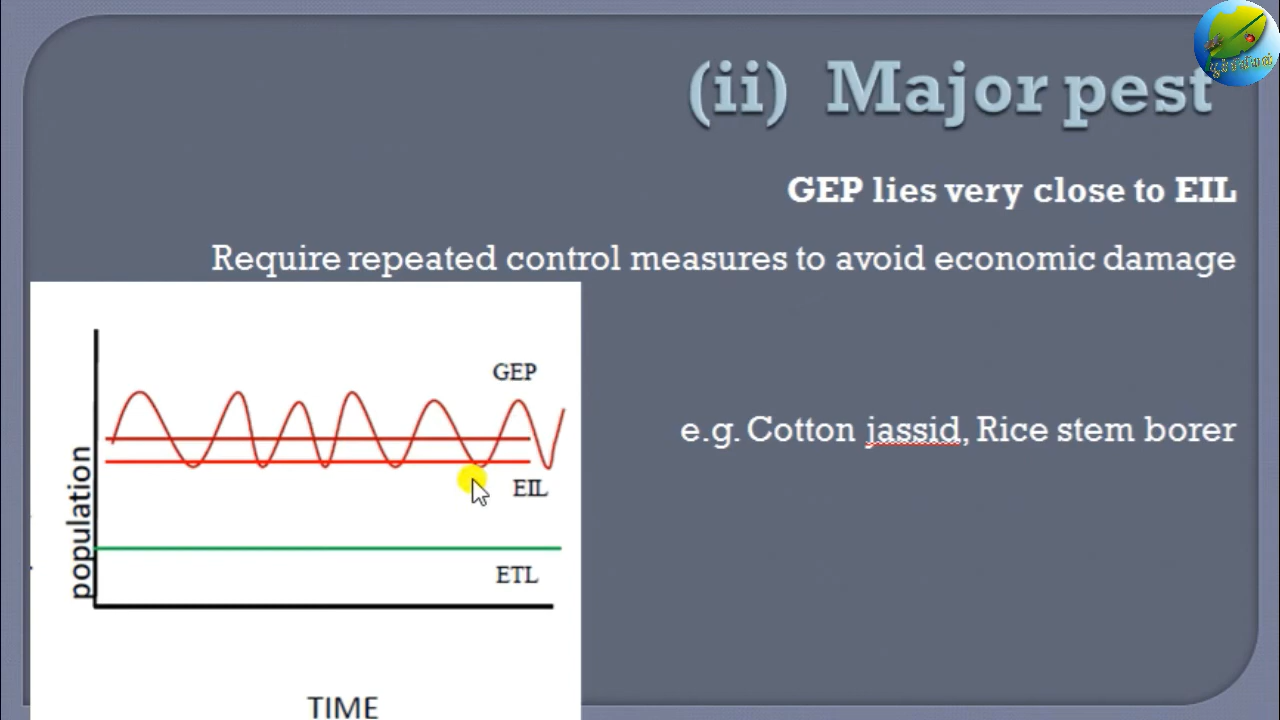 (ii) Major pest
GEP lies very close to EIL
Require repeated control measures to avoid economic damage
e.g. Cotton jassid, Rice stem borer
GEP
EIL
ETL
population
TIME